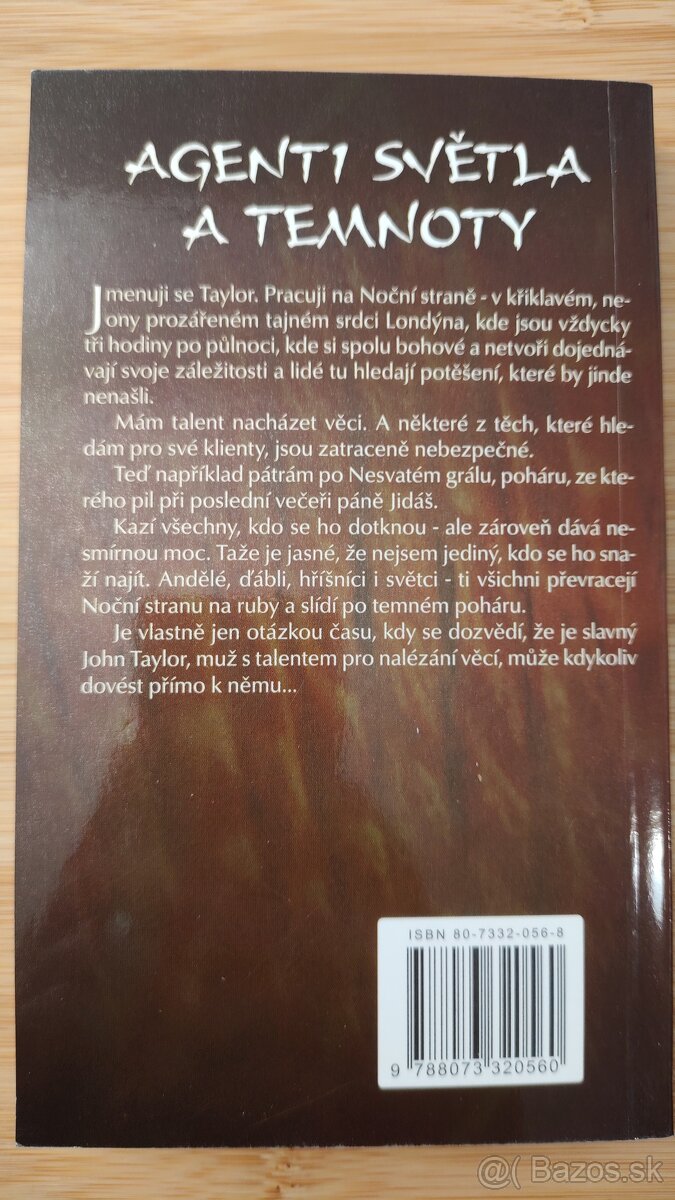 AGENTI SVĚTLA
A TEMNOTY
Jmenuji se Taylor. Pracuji na Noční straně - v křiklavém, ne-
ony prozářeném tajném srdci Londýna, kde jsou vždycky
tři hodiny po půlnoci, kde si spolu bohové a netvoři dojedná-
vají svoje záležitosti a lidé tu hledají potěšení, které by jinde
nenašli.
Mám talent nacházet věci. A některé z těch, které hle-
dám pro své klienty, jsou zatraceně nebezpečné.
Teď například pátrám po Nesvatém grálu, poháru, ze kte-
rého pil při poslední večeři páně Jidáš.
Kazí všechny, kdo se ho dotknou - ale zároveň dává ne-
smírnou moc. Taže je jasné, že nejsem jediný, kdo se ho sna-
ží najít. Andělé, ďábli, hříšníci i světci - ti všichni převracejí
Noční stranu na ruby a slídí po temném poháru.
Je vlastně jen otázkou času, kdy se dozvědí, že je slavný
John Taylor, muž s talentem pro nalézání věcí, může kdykoliv
dovést přímo k němu...
ISBN 80-7332-056-8
9 788073 320560
@( Bazos.sk